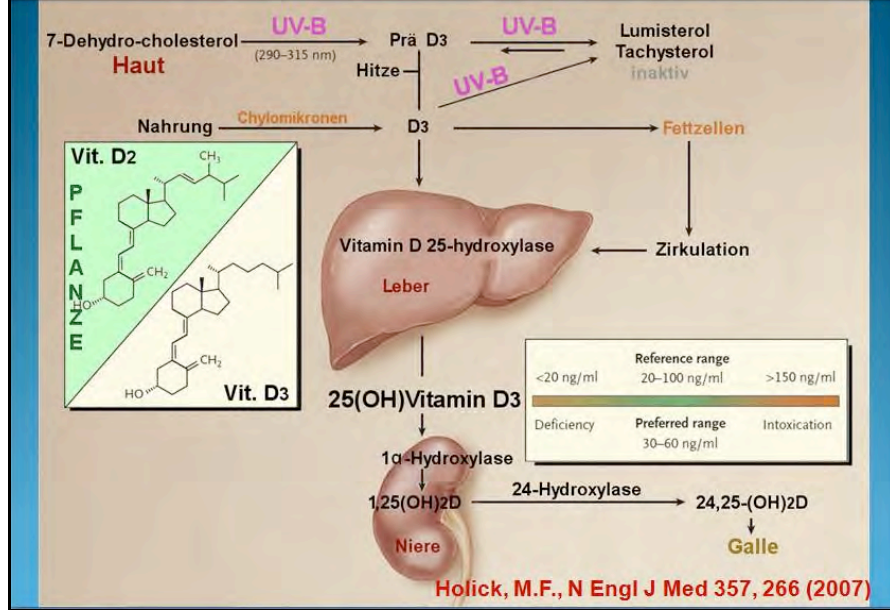 7-Dehydro-cholesterol
UV-B
(290–315 nm)
Prä D3
UV-B
Lumisterol
Tachysterol
inaktiv
Haut
Hitze
UV-B
Nahrung
Chylomikronen
D3
Fettzellen
Vit. D2
PFLANZE
CH3
CH2
HO
CH2
HO
Vit. D3
Vitamin D 25-hydroxylase
Leber
Zirkulation
25(OH)Vitamin D3
Reference range
<20 ng/ml
20–100 ng/ml
>150 ng/ml
Deficiency
Preferred range
Intoxication
30–60 ng/ml
1α-Hydroxylase
1,25(OH)2D
24-Hydroxylase
24,25-(OH)2D
Niere
Galle
Holick, M.F., N Engl J Med 357, 266 (2007)